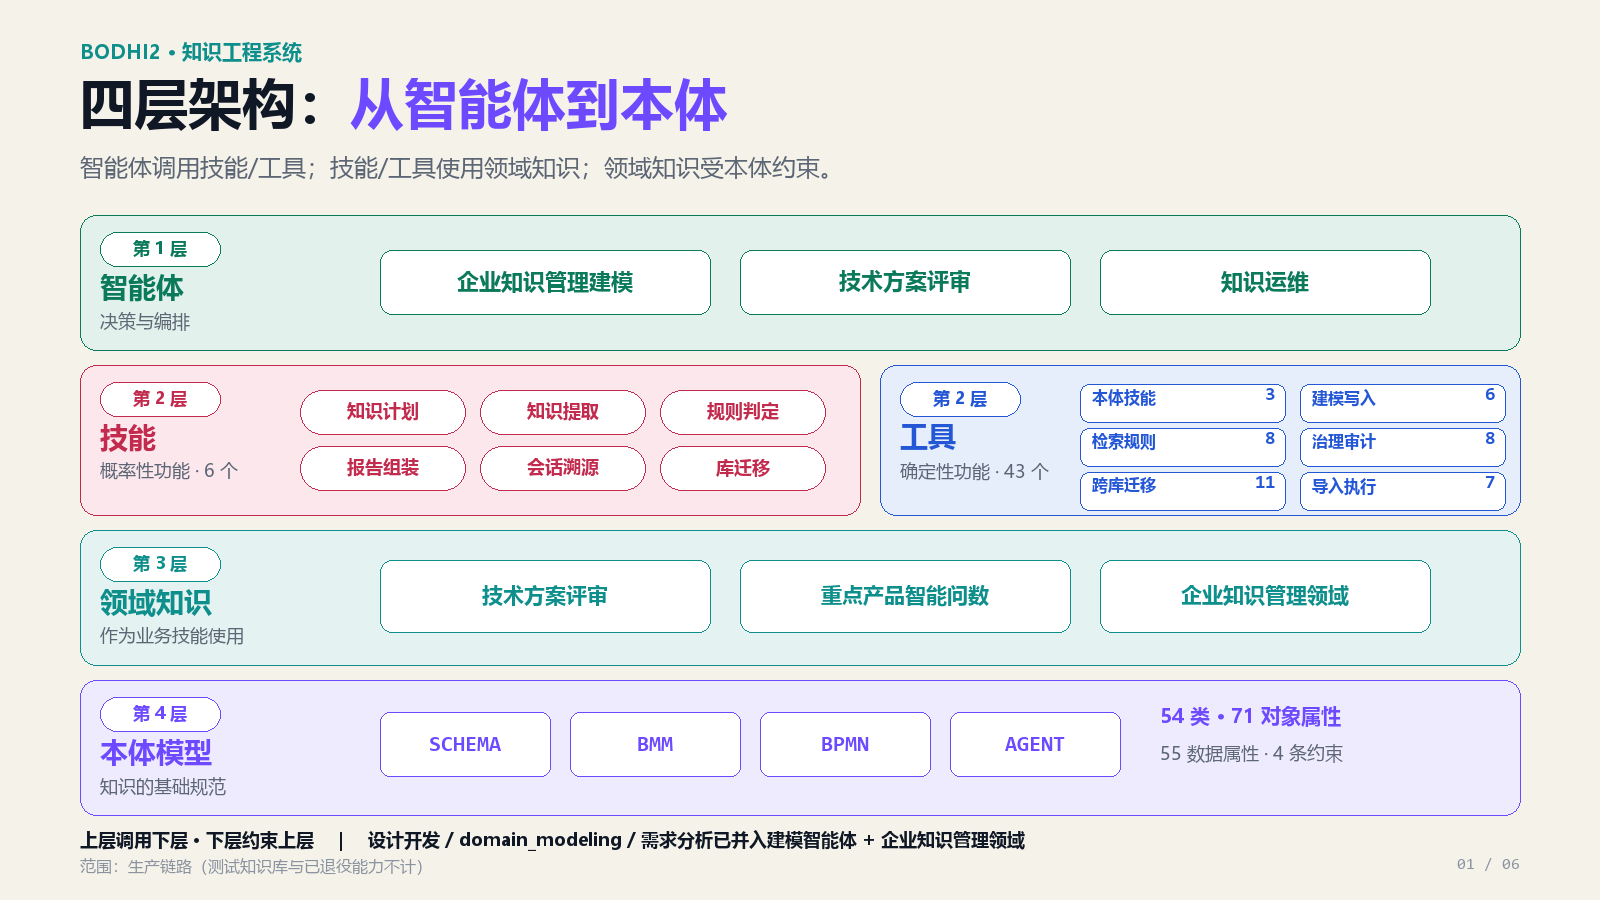 BODHI2 • 知识工程系统
四层架构：从智能体到本体
智能体调用技能/工具；技能/工具使用领域知识；领域知识受本体约束。
第 1 层
智能体
决策与编排
企业知识管理建模
技术方案评审
知识运维
第 2 层
技能
概率性功能 · 6 个
知识计划
知识提取
规则判定
报告组装
会话溯源
库迁移
第 2 层
工具
确定性功能 · 43 个
本体技能 3
建模写入 6
检索规则 8
治理审计 8
跨库迁移 11
导入执行 7
第 3 层
领域知识
作为业务技能使用
技术方案评审
重点产品智能问数
企业知识管理领域
第 4 层
本体模型
知识的基础规范
SCHEMA
BMM
BPMN
AGENT
54 类 • 71 对象属性
55 数据属性 · 4 条约束
上层调用下层 • 下层约束上层 | 设计开发 / domain_modeling / 需求分析已并入建模智能体 + 企业知识管理领域
范围：生产链路（测试知识库与已退役能力不计）
01 / 06